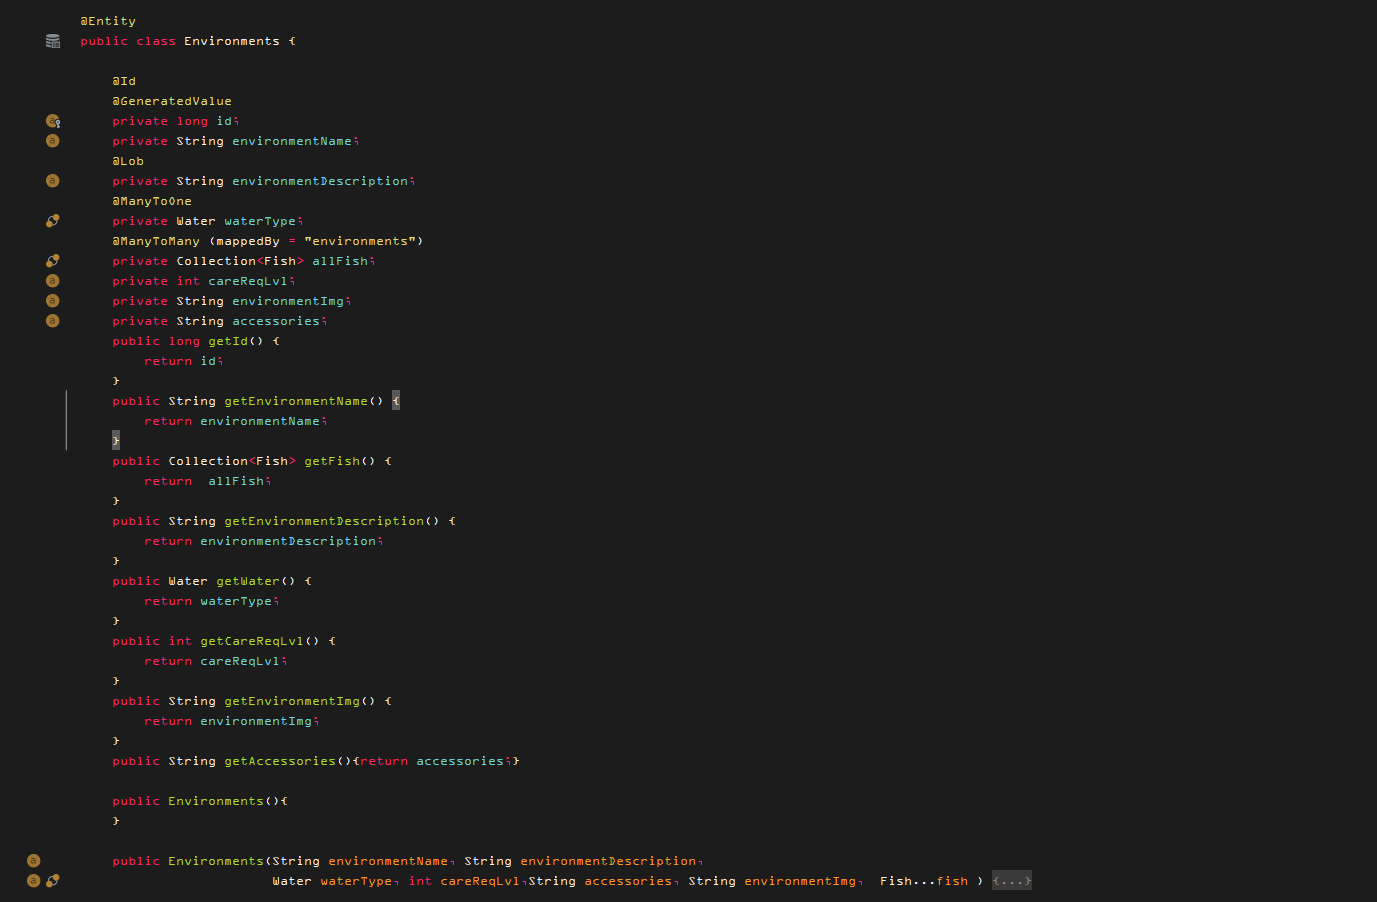 @Entity
public class Environments {
@Id
@GeneratedValue
private long id;
private String environmentName;
@Lob
private String environmentDescription;
@ManyToOne
private Water waterType;
@ManyToMany (mappedBy = "environments")
private Collection<Fish> allFish;
private int careReqLvl;
private String environmentImg;
private String accessories;
public long getId() {
return id;
}
public String getEnvironmentName() {
return environmentName;
}
public Collection<Fish> getFish() {
return  allFish;
}
public String getEnvironmentDescription() {
return environmentDescription;
}
public Water getWater() {
return waterType;
}
public int getCareReqLvl() {
return careReqLvl;
}
public String getEnvironmentImg() {
return environmentImg;
}
public String getAccessories(){return accessories;}
public Environments(){
}
public Environments(String environmentName, String environmentDescription,
Water waterType, int careReqLvl,String accessories, String environmentImg,  Fish...fish ) {...}